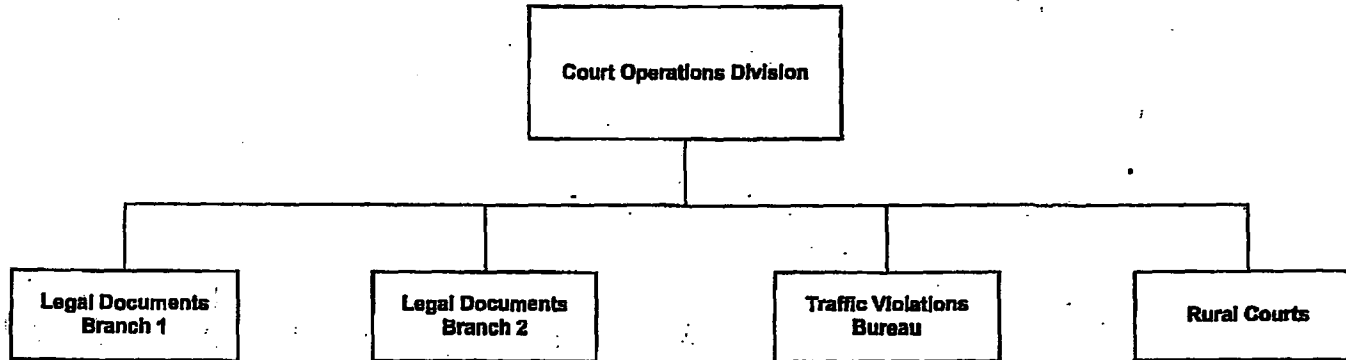 Court Operations Division
Legal Documents
Branch 1
Legal Documents
Branch 2
Traffic Violations
Bureau
Rural Courts